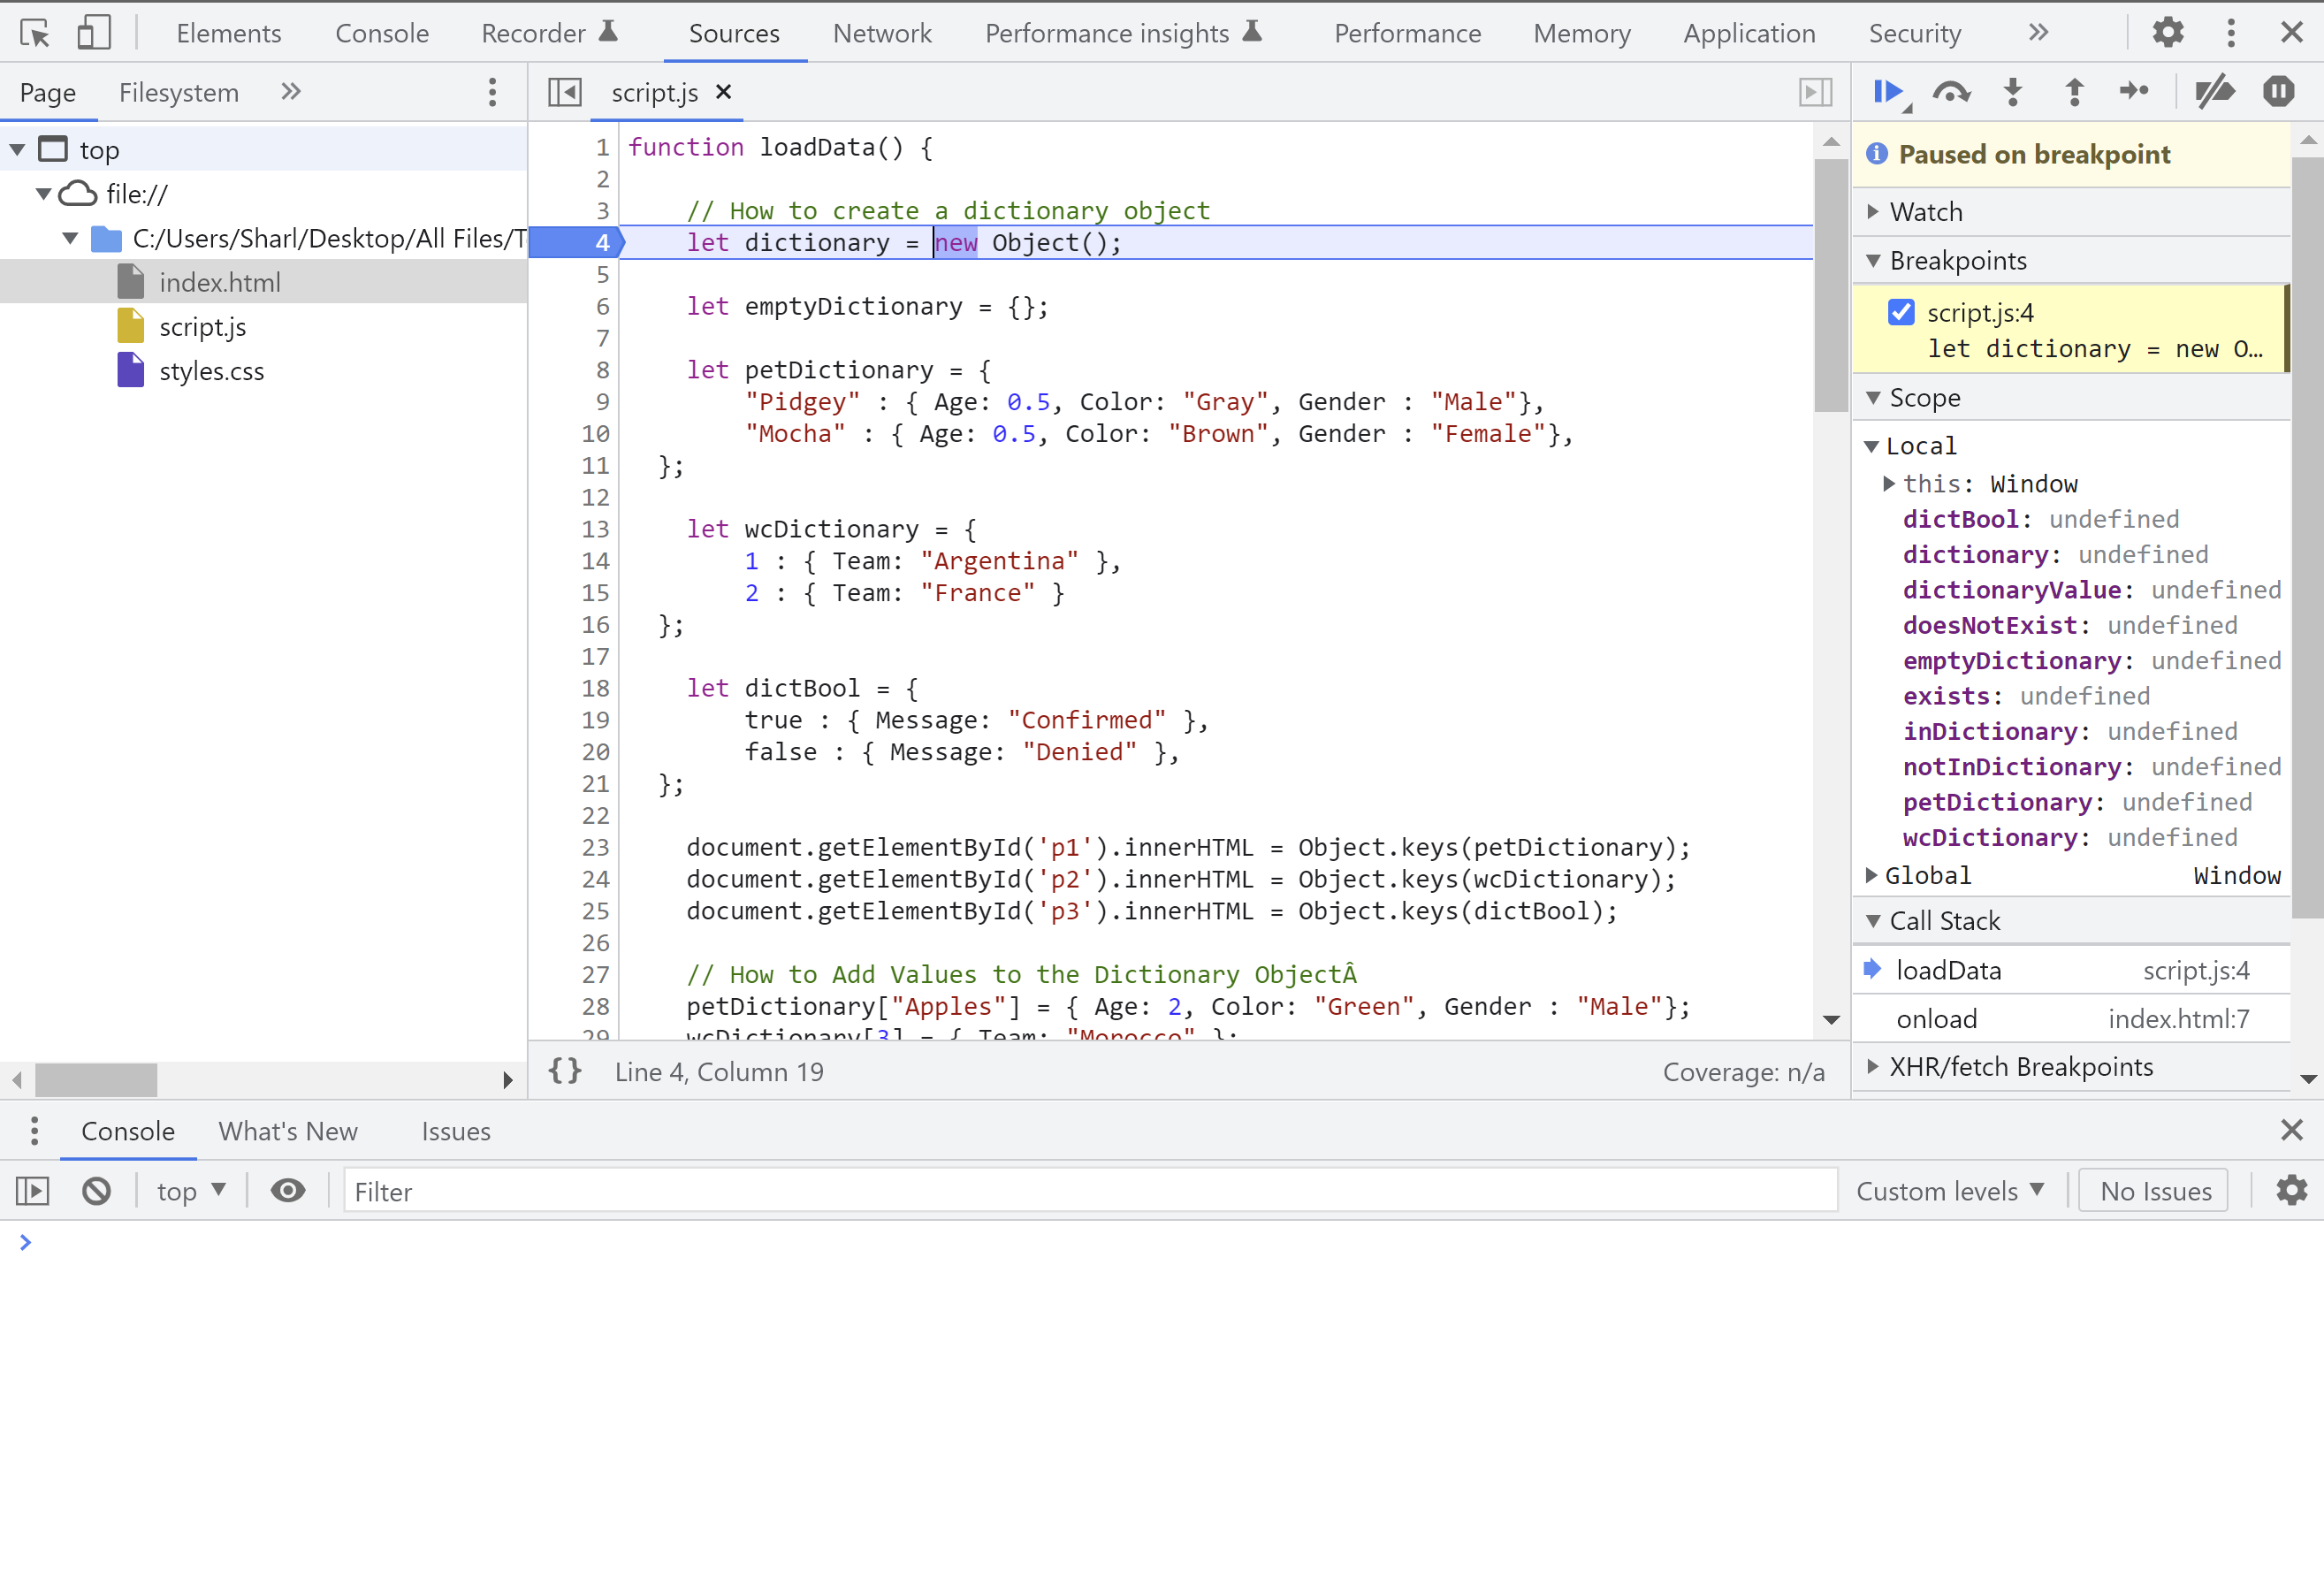 Elements Console Recorder Sources Network Performance insights Performance Memory Application Security »
Page Filesystem »
top
file://
C:/Users/Sharl/Desktop/All Files/T
index.html
script.js
styles.css
script.js ×
1 function loadData() {
2
3 // How to create a dictionary object
4 let dictionary = new Object();
5
6 let emptyDictionary = {};
7
8 let petDictionary = {
9 "Pidgey" : { Age: 0.5, Color: "Gray", Gender : "Male"},
10 "Mocha" : { Age: 0.5, Color: "Brown", Gender : "Female"},
11 };
12
13 let wcDictionary = {
14 1 : { Team: "Argentina" },
15 2 : { Team: "France" }
16 };
17
18 let dictBool = {
19 true : { Message: "Confirmed" },
20 false : { Message: "Denied" },
21 };
22
23 document.getElementById('p1').innerHTML = Object.keys(petDictionary);
24 document.getElementById('p2').innerHTML = Object.keys(wcDictionary);
25 document.getElementById('p3').innerHTML = Object.keys(dictBool);
26
27 // How to Add Values to the Dictionary ObjectÂ
28 petDictionary["Apples"] = { Age: 2, Color: "Green", Gender : "Male"};
29 wcDictionary[3] = { Team: "Morocco" };
{} Line 4, Column 19 Coverage: n/a
Paused on breakpoint
Watch
Breakpoints
script.js:4
let dictionary = new O…
Scope
Local
this: Window
dictBool: undefined
dictionary: undefined
dictionaryValue: undefined
doesNotExist: undefined
emptyDictionary: undefined
exists: undefined
inDictionary: undefined
notInDictionary: undefined
petDictionary: undefined
wcDictionary: undefined
Global Window
Call Stack
loadData script.js:4
onload index.html:7
XHR/fetch Breakpoints
Console What's New Issues
top Filter Custom levels No Issues
>